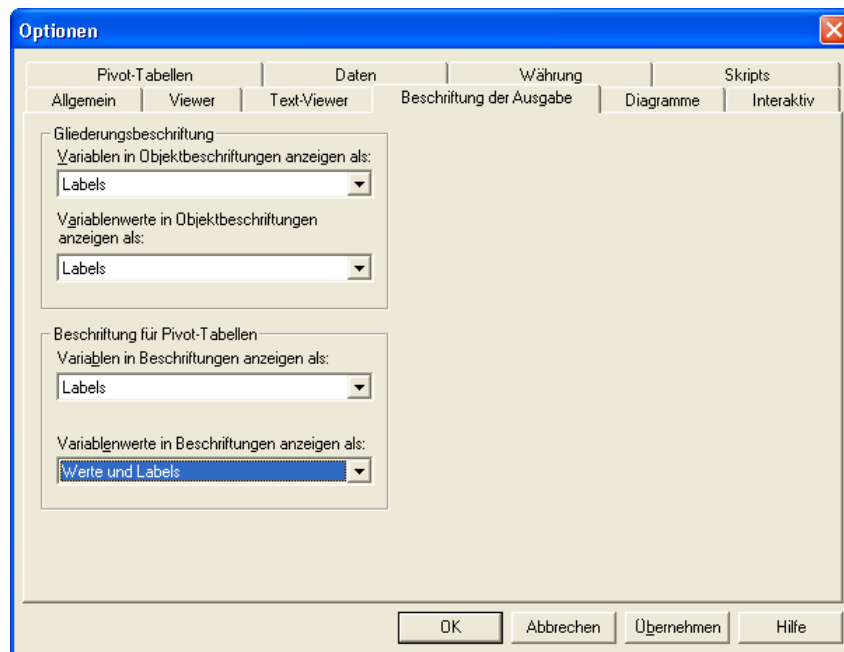 Optionen
Pivot-Tabellen Daten Währung Skripts
Allgemein Viewer Text-Viewer Beschriftung der Ausgabe Diagramme Interaktiv
Gliederungsbeschriftung
Variablen in Objektbeschriftungen anzeigen als:
Labels
Variablenwerte in Objektbeschriftungen
anzeigen als:
Labels
Beschriftung für Pivot-Tabellen
Variablen in Beschriftungen anzeigen als:
Labels
Variablenwerte in Beschriftungen anzeigen als:
Werte und Labels
OK Abbrechen Übernehmen Hilfe